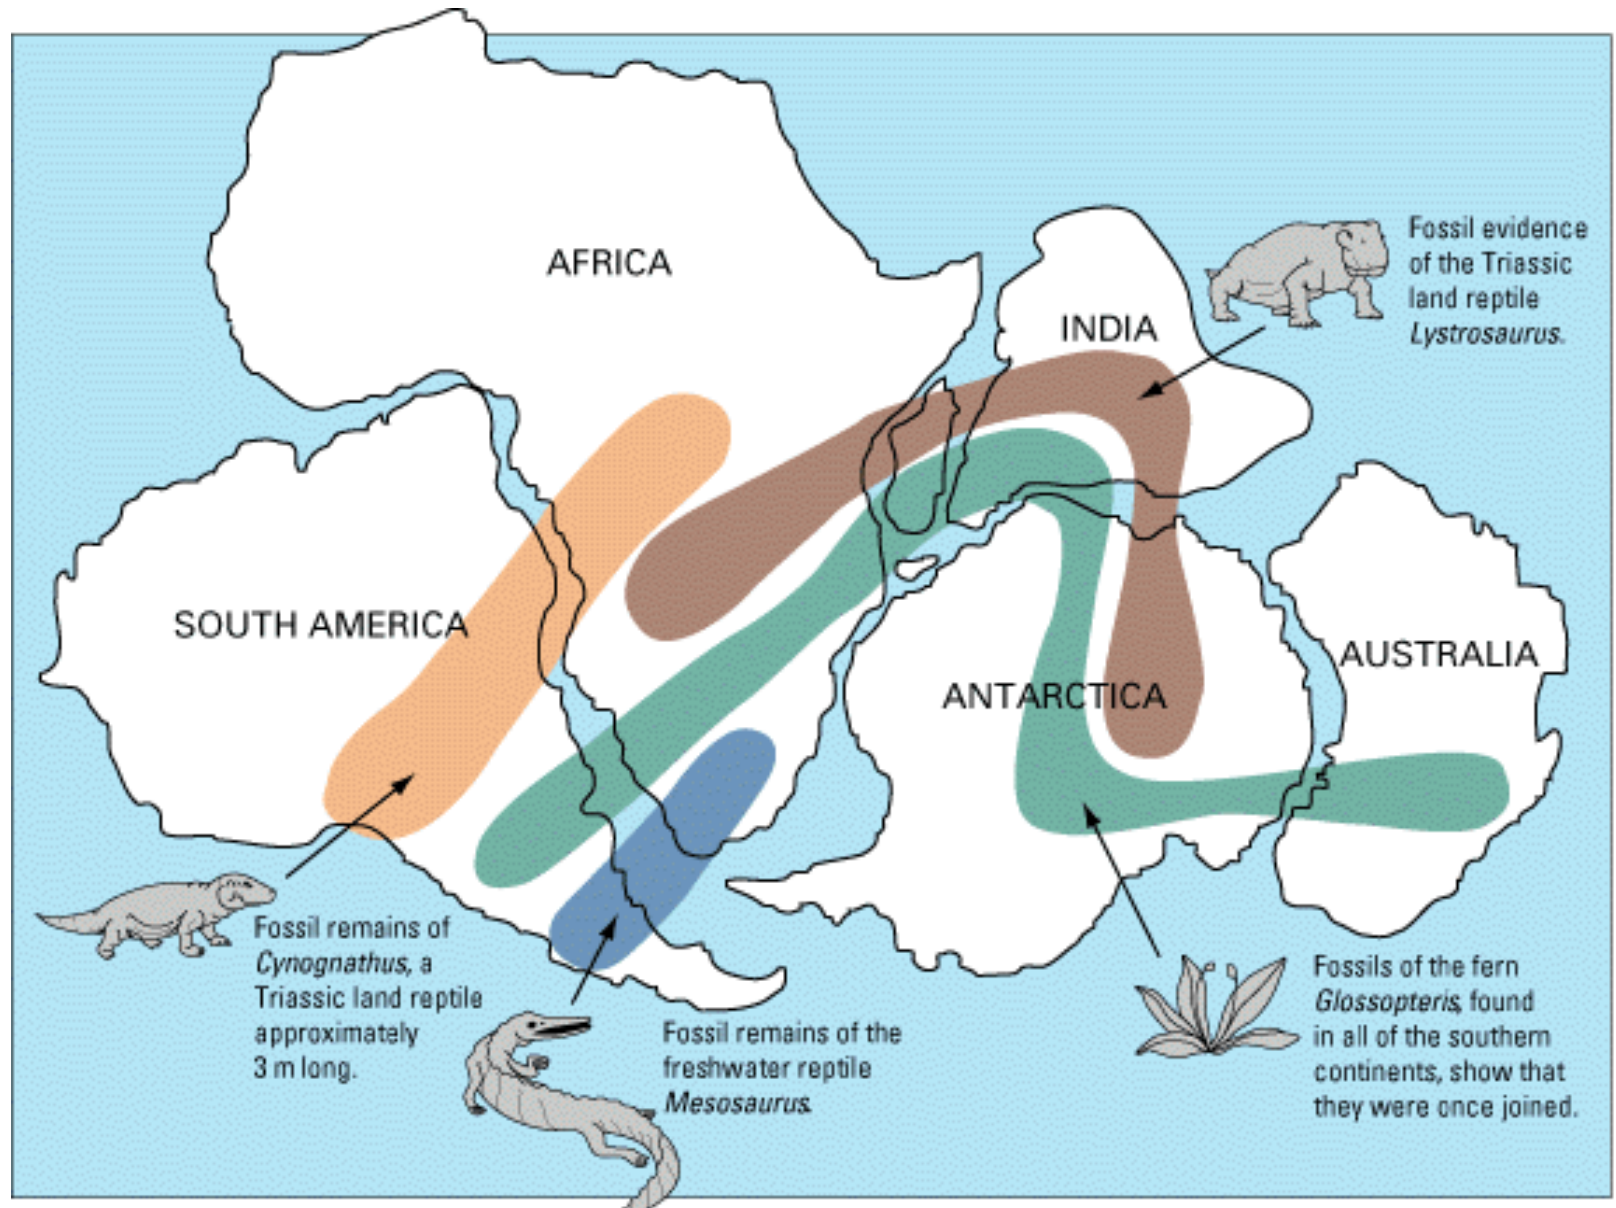 AFRICA
INDIA
Fossil evidence
of the Triassic
land reptile
Lystrosaurus.
SOUTH AMERICA
ANTARCTICA
AUSTRALIA
Fossil remains of
Cynognathus, a
Triassic land reptile
approximately
3 m long.
Fossil remains of the
freshwater reptile
Mesosaurus.
Fossils of the fern
Glossopteris, found
in all of the southern
continents, show that
they were once joined.